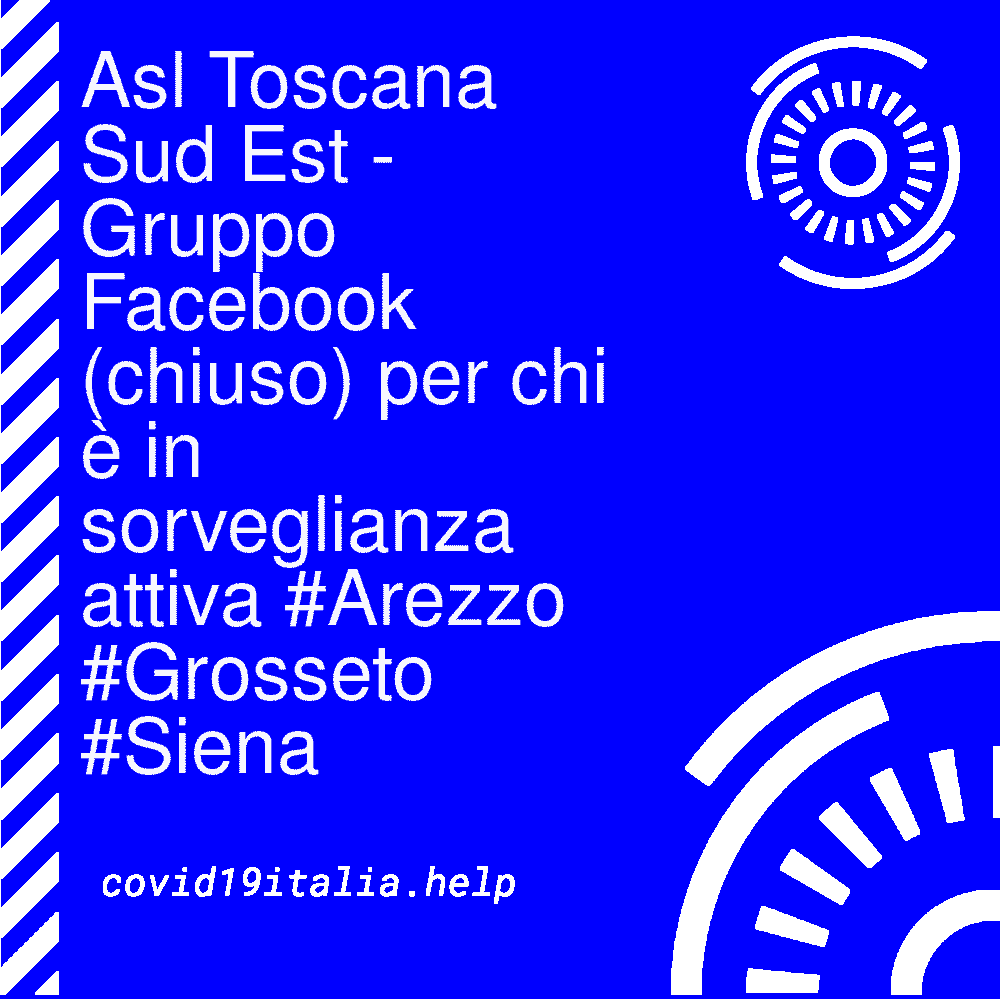 Asl Toscana
Sud Est -
Gruppo
Facebook
(chiuso) per chi
è in
sorveglianza
attiva #Arezzo
#Grosseto
#Siena
covid19italia.help